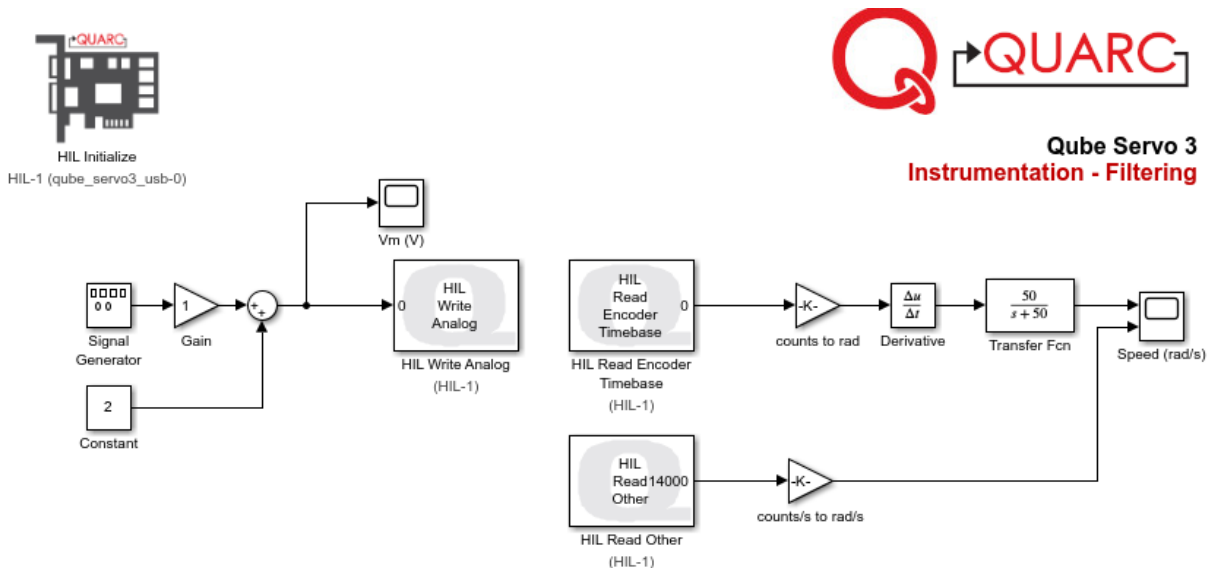 QUARC
HIL Initialize
HIL-1 (qube_servo3_usb-0)
QUARC
Qube Servo 3
Instrumentation - Filtering
Vm (V)
0 0
Signal
Generator
1
Gain
+
+
0
HIL
Write
Analog
HIL Write Analog
(HIL-1)
2
Constant
HIL
Read
Encoder
Timebase
0
HIL Read Encoder
Timebase
(HIL-1)
-K-
counts to rad
Δu
Δt
Derivative
50
s + 50
Transfer Fcn
Speed (rad/s)
HIL
Read
Other
14000
HIL Read Other
(HIL-1)
-K-
counts/s to rad/s